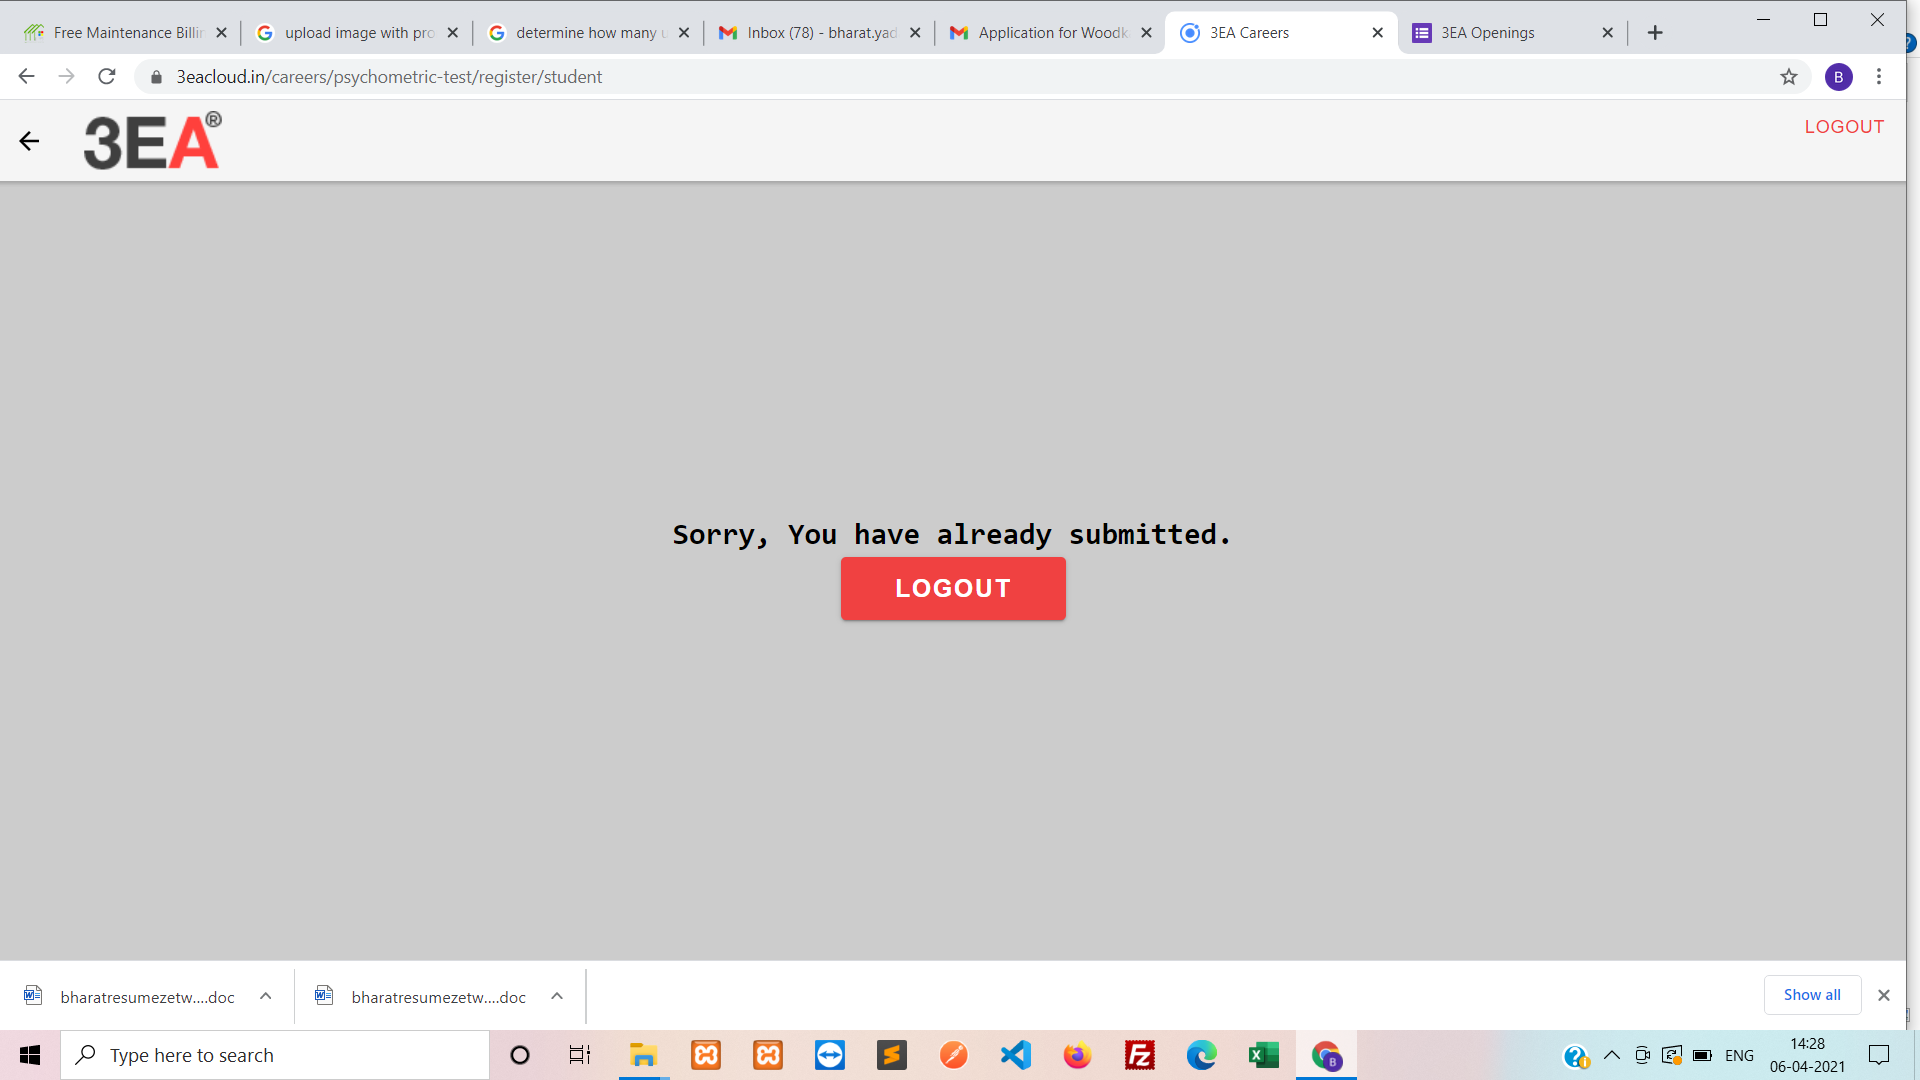 Free Maintenance Billin
upload image with pro
determine how many u
Inbox (78) - bharat.yad
Application for Woodk
3EA Careers
3EA Openings
3eacloud.in/careers/psychometric-test/register/student
B
3EA®
LOGOUT
Sorry, You have already submitted.
LOGOUT
bharatresumezetw....doc
bharatresumezetw....doc
Show all
Type here to search
ENG
14:28
06-04-2021